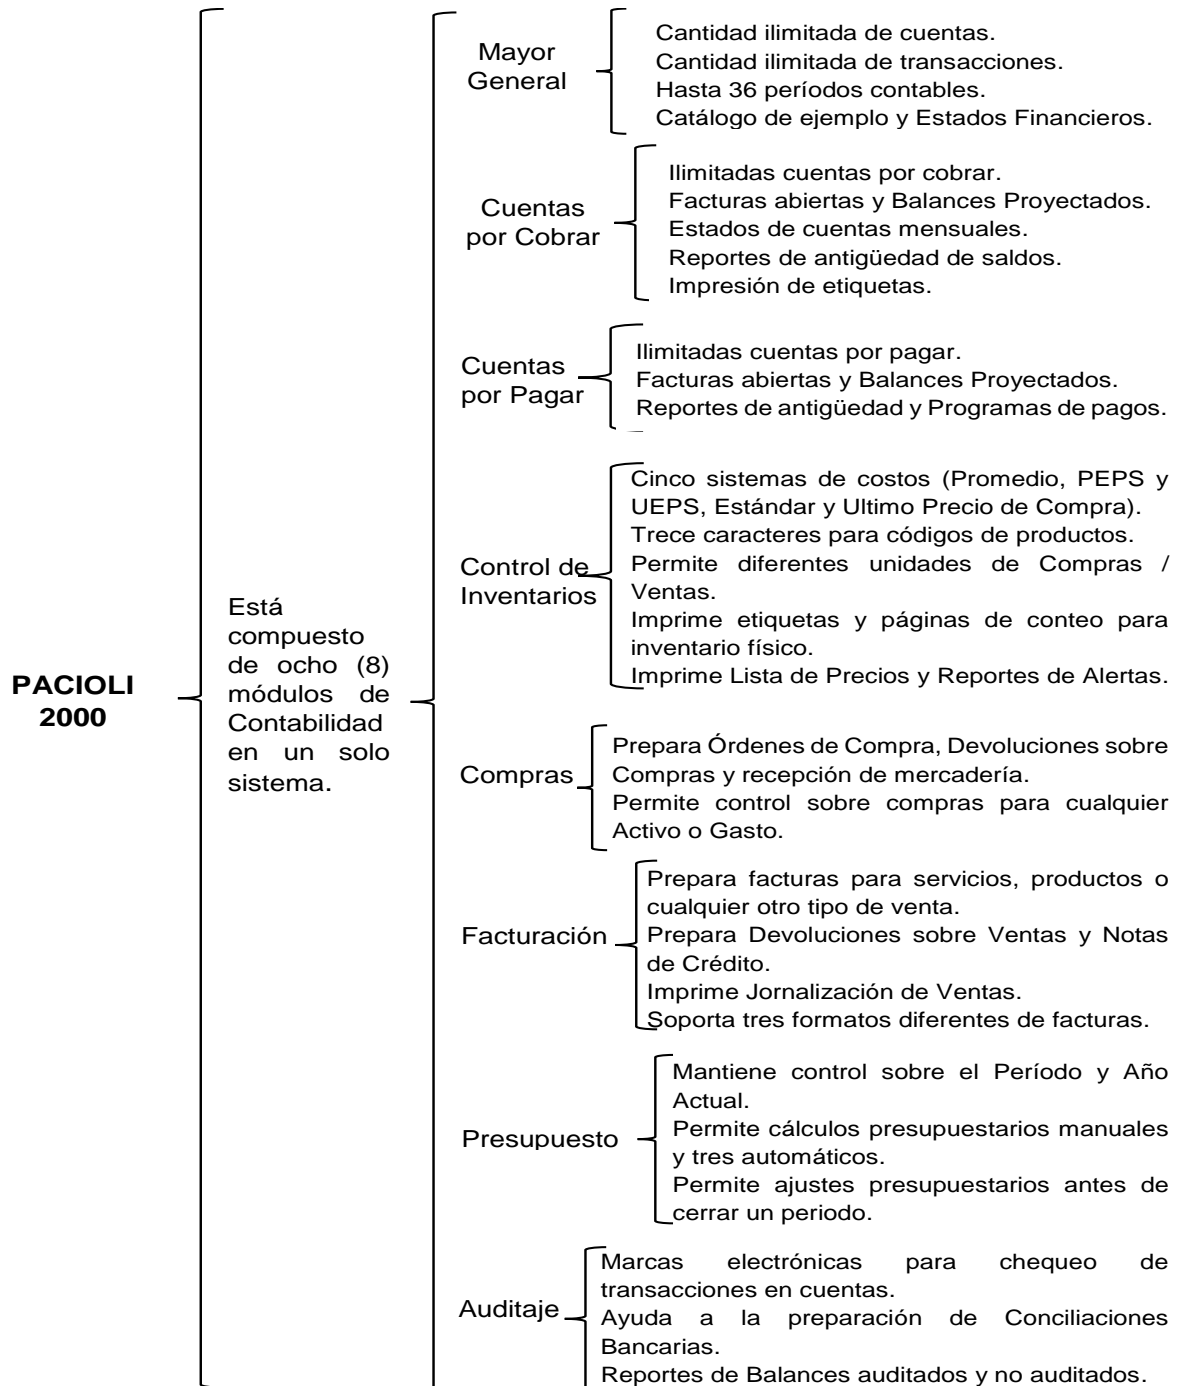 PACIOLI
2000
Está
compuesto
de ocho (8)
módulos de
Contabilidad
en un solo
sistema.
Mayor
General
Cantidad ilimitada de cuentas.
Cantidad ilimitada de transacciones.
Hasta 36 períodos contables.
Catálogo de ejemplo y Estados Financieros.
Cuentas
por Cobrar
Ilimitadas cuentas por cobrar.
Facturas abiertas y Balances Proyectados.
Estados de cuentas mensuales.
Reportes de antigüedad de saldos.
Impresión de etiquetas.
Cuentas
por Pagar
Ilimitadas cuentas por pagar.
Facturas abiertas y Balances Proyectados.
Reportes de antigüedad y Programas de pagos.
Control de
Inventarios
Cinco sistemas de costos (Promedio, PEPS y
UEPS, Estándar y Ultimo Precio de Compra).
Trece caracteres para códigos de productos.
Permite diferentes unidades de Compras /
Ventas.
Imprime etiquetas y páginas de conteo para
inventario físico.
Imprime Lista de Precios y Reportes de Alertas.
Compras
Prepara Órdenes de Compra, Devoluciones sobre
Compras y recepción de mercadería.
Permite control sobre compras para cualquier
Activo o Gasto.
Facturación
Prepara facturas para servicios, productos o
cualquier otro tipo de venta.
Prepara Devoluciones sobre Ventas y Notas
de Crédito.
Imprime Jornalización de Ventas.
Soporta tres formatos diferentes de facturas.
Presupuesto
Mantiene control sobre el Período y Año
Actual.
Permite cálculos presupuestarios manuales
y tres automáticos.
Permite ajustes presupuestarios antes de
cerrar un periodo.
Auditaje
Marcas electrónicas para chequeo de
transacciones en cuentas.
Ayuda a la preparación de Conciliaciones
Bancarias.
Reportes de Balances auditados y no auditados.